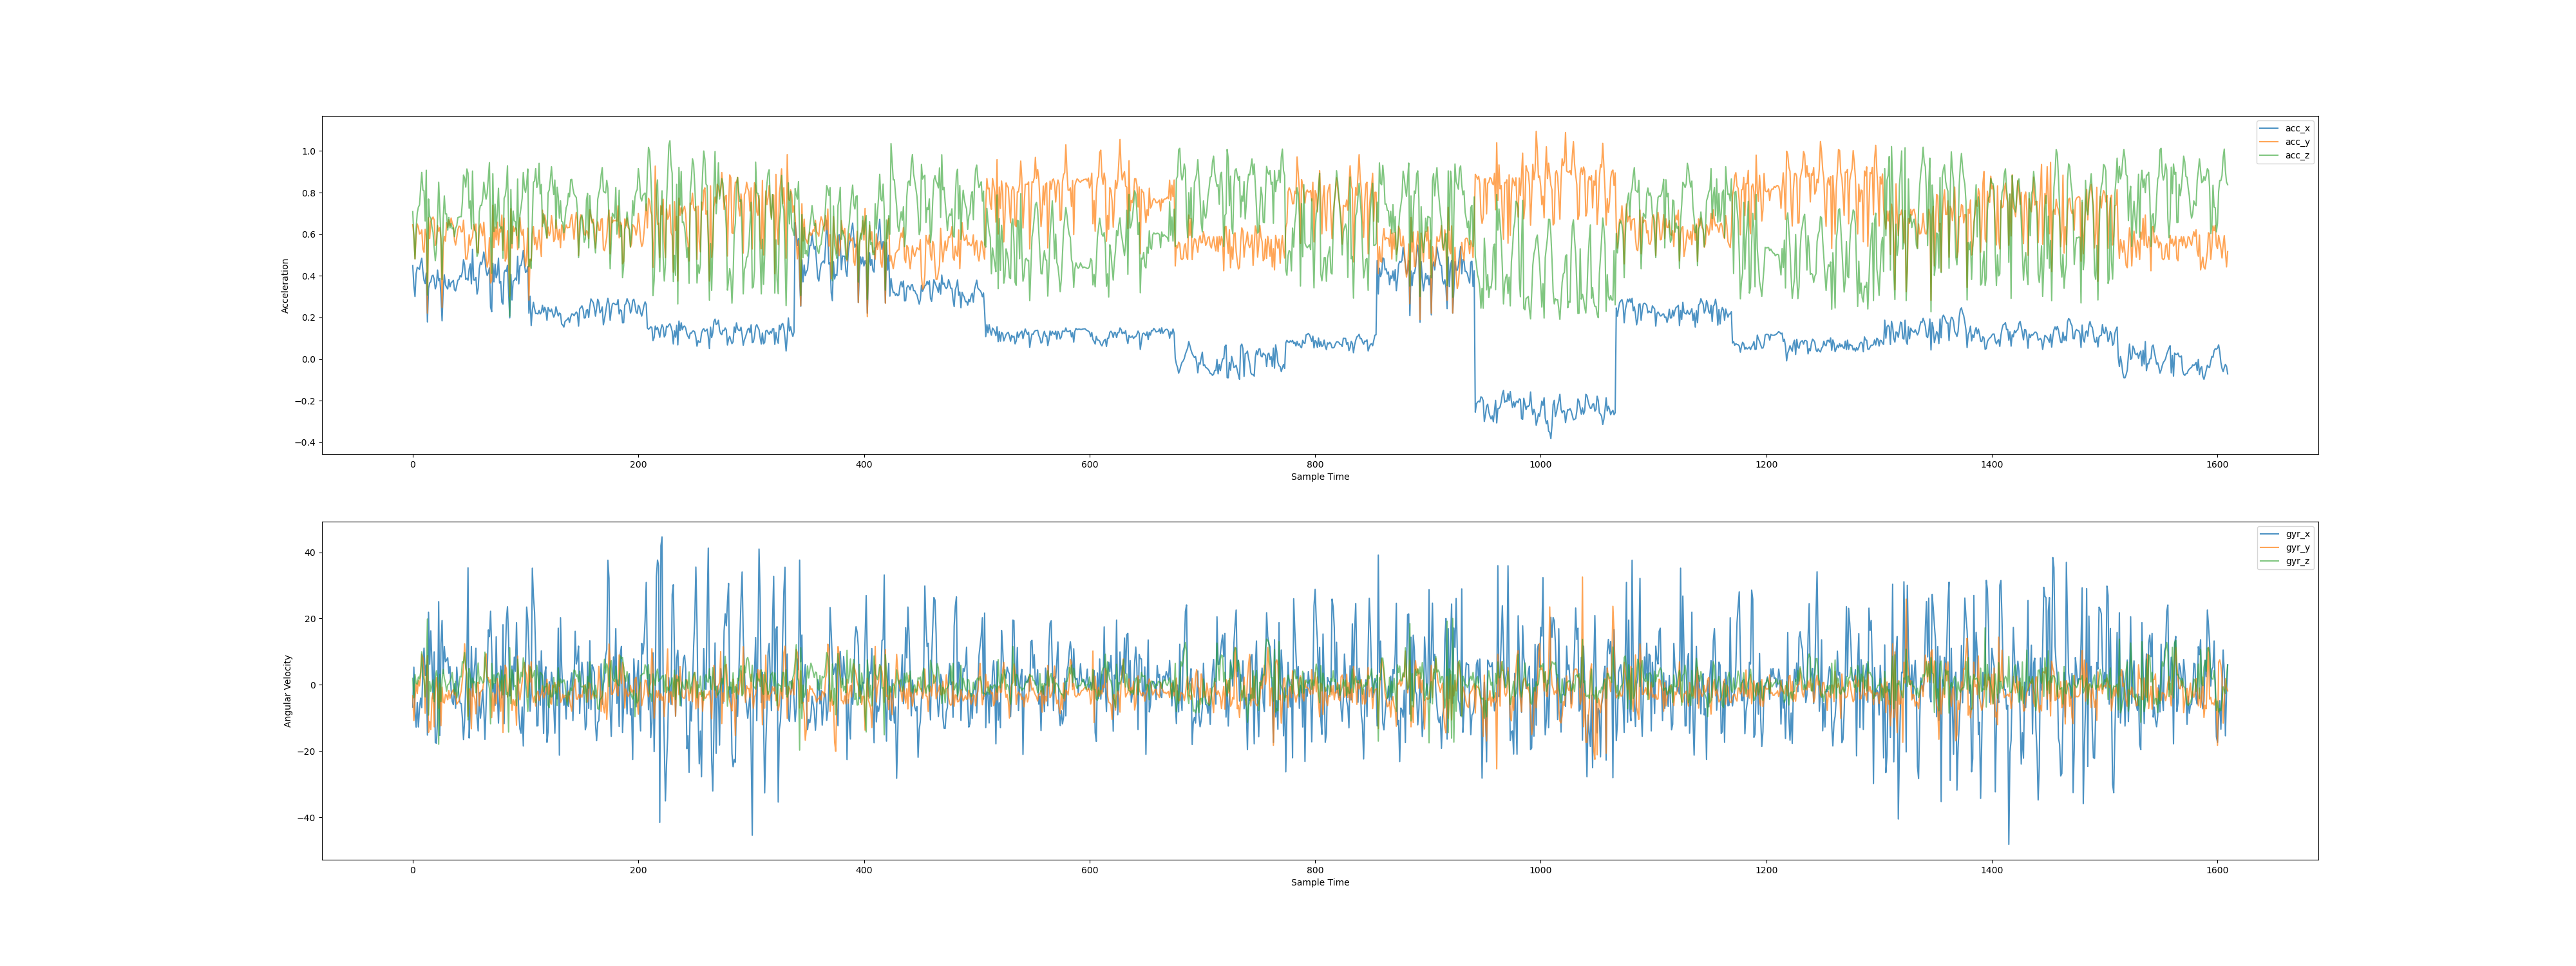 acc_x
acc_y
acc_z
1.0
0.8
0.6
0.4
0.2
0.0
−0.2
−0.4
Acceleration
0 200 400 600 800 1000 1200 1400 1600
Sample Time
gyr_x
gyr_y
gyr_z
40
20
0
−20
−40
Angular Velocity
0 200 400 600 800 1000 1200 1400 1600
Sample Time